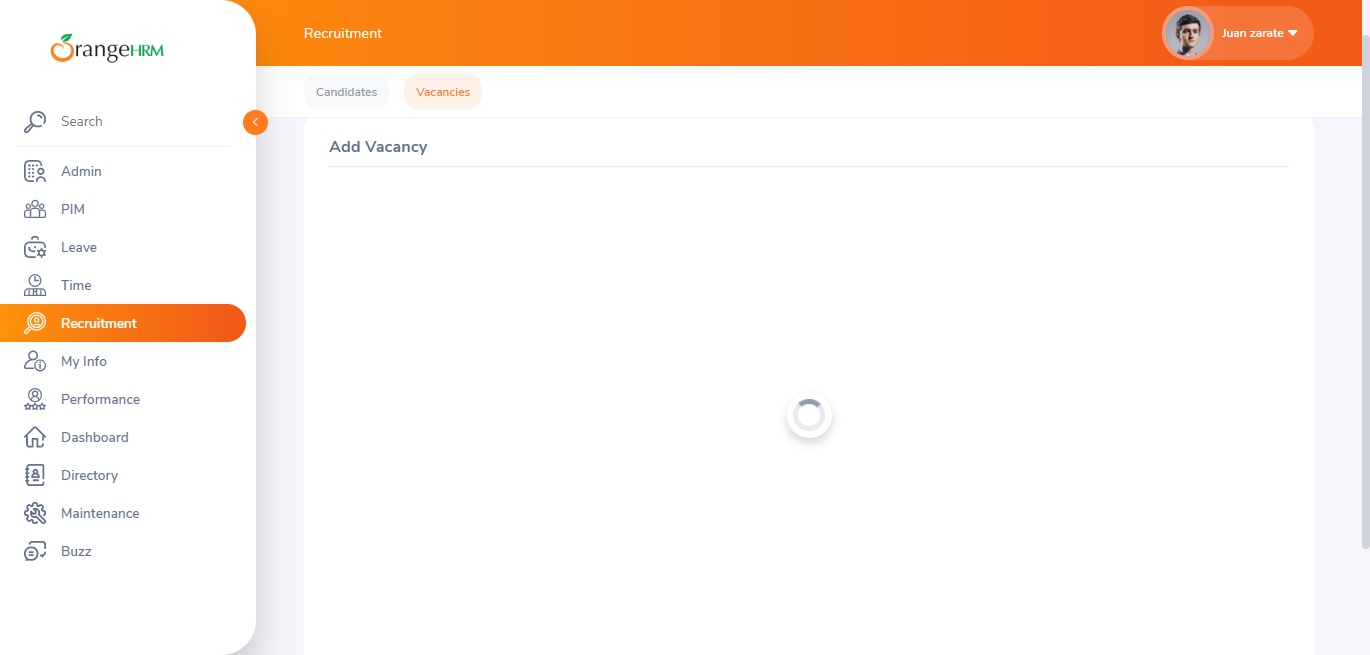 OrangeHRM
Recruitment
Juan zarate
Candidates
Vacancies
Search
Add Vacancy
Admin
PIM
Leave
Time
Recruitment
My Info
Performance
Dashboard
Directory
Maintenance
Buzz